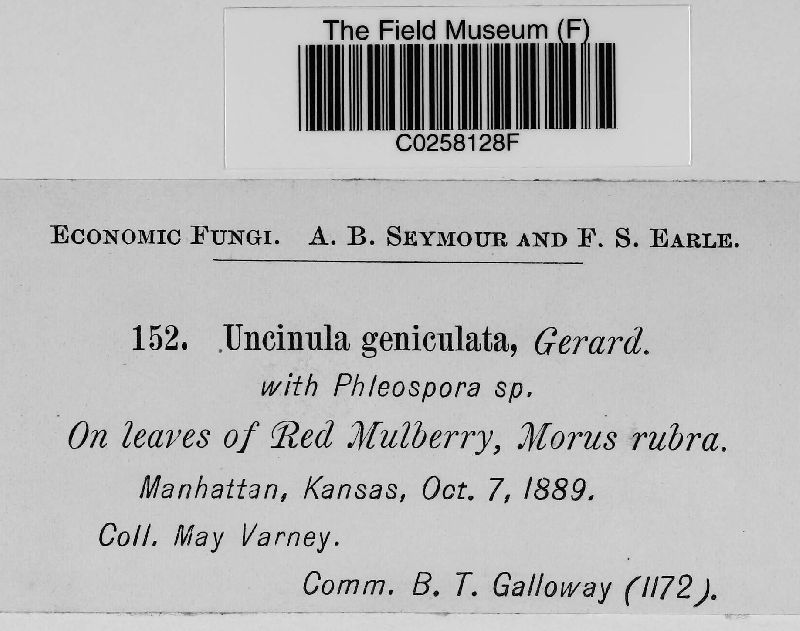 The Field Museum (F)
C0258128F
ECONOMIC FUNGI. A. B. SEYMOUR AND F. S. EARLE.
152. Uncinula geniculata, Gerard.
with Phleospora sp.
On leaves of Red Mulberry, Morus rubra.
Manhattan, Kansas, Oct. 7, 1889.
Coll. May Varney.
Comm. B. T. Galloway (1172).